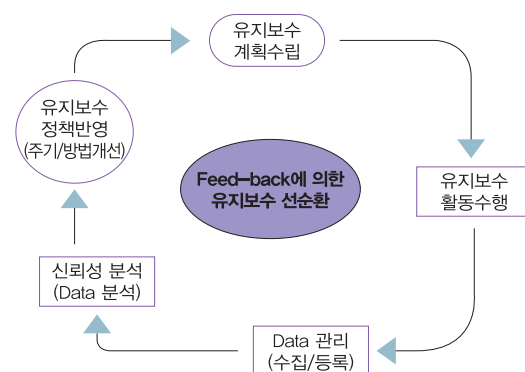 유지보수
계획수립
유지보수
정책반영
(주기/방법개선)
Feed-back에 의한
유지보수 선순환
유지보수
활동수행
신뢰성 분석
(Data 분석)
Data 관리
(수집/등록)